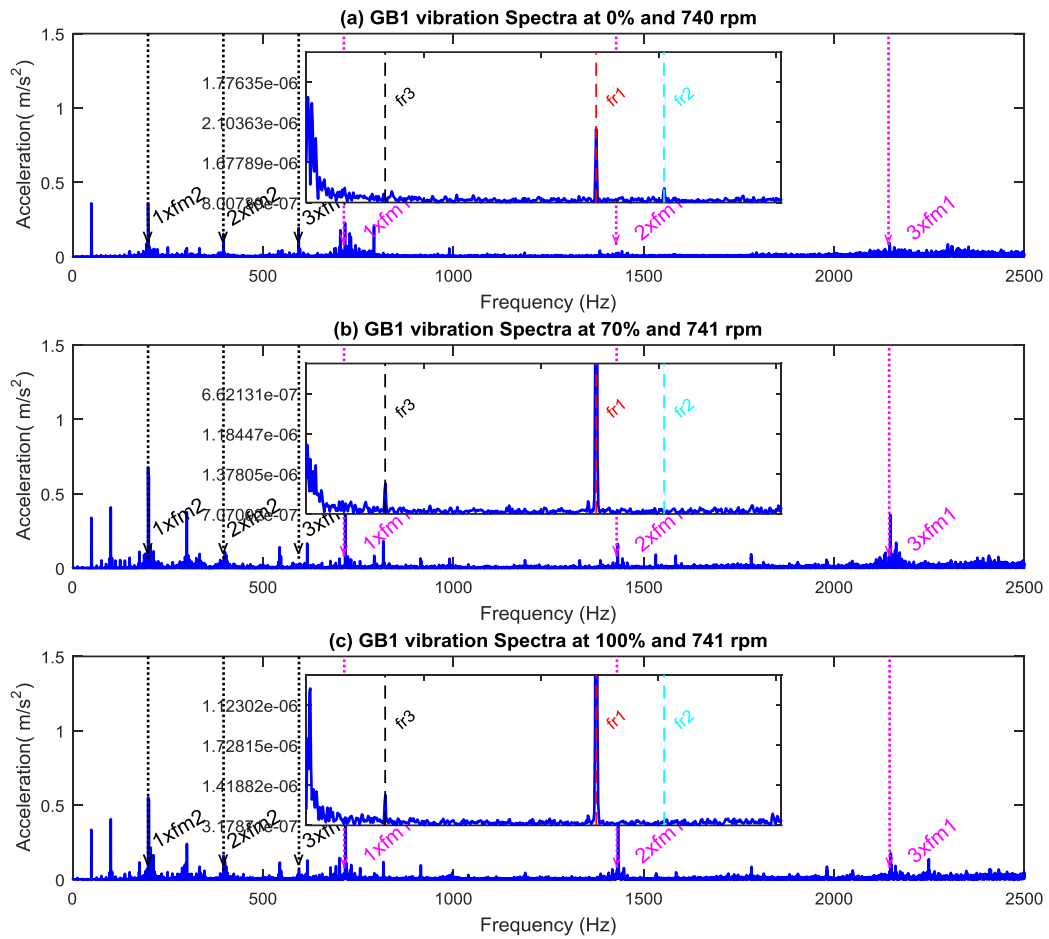 (a) GB1 vibration Spectra at 0% and 740 rpm
Acceleration( m/s2)
1.5
1
0.5
0
1.77635e-06
2.10363e-06
1.67789e-06
fr3
fr1
fr2
1xfm2
2xfm2
3xfm2
1xfm1
2xfm1
3xfm1
0
500
1000
1500
2000
2500
Frequency (Hz)
(b) GB1 vibration Spectra at 70% and 741 rpm
Acceleration( m/s2)
1.5
1
0.5
0
6.62131e-07
1.18447e-06
1.37805e-06
fr3
fr1
fr2
1xfm2
2xfm2
3xfm2
1xfm1
2xfm1
3xfm1
0
500
1000
1500
2000
2500
Frequency (Hz)
(c) GB1 vibration Spectra at 100% and 741 rpm
Acceleration( m/s2)
1.5
1
0.5
0
1.12302e-06
1.72815e-06
1.41882e-06
fr3
fr1
fr2
1xfm2
2xfm2
3xfm2
1xfm1
2xfm1
3xfm1
0
500
1000
1500
2000
2500
Frequency (Hz)